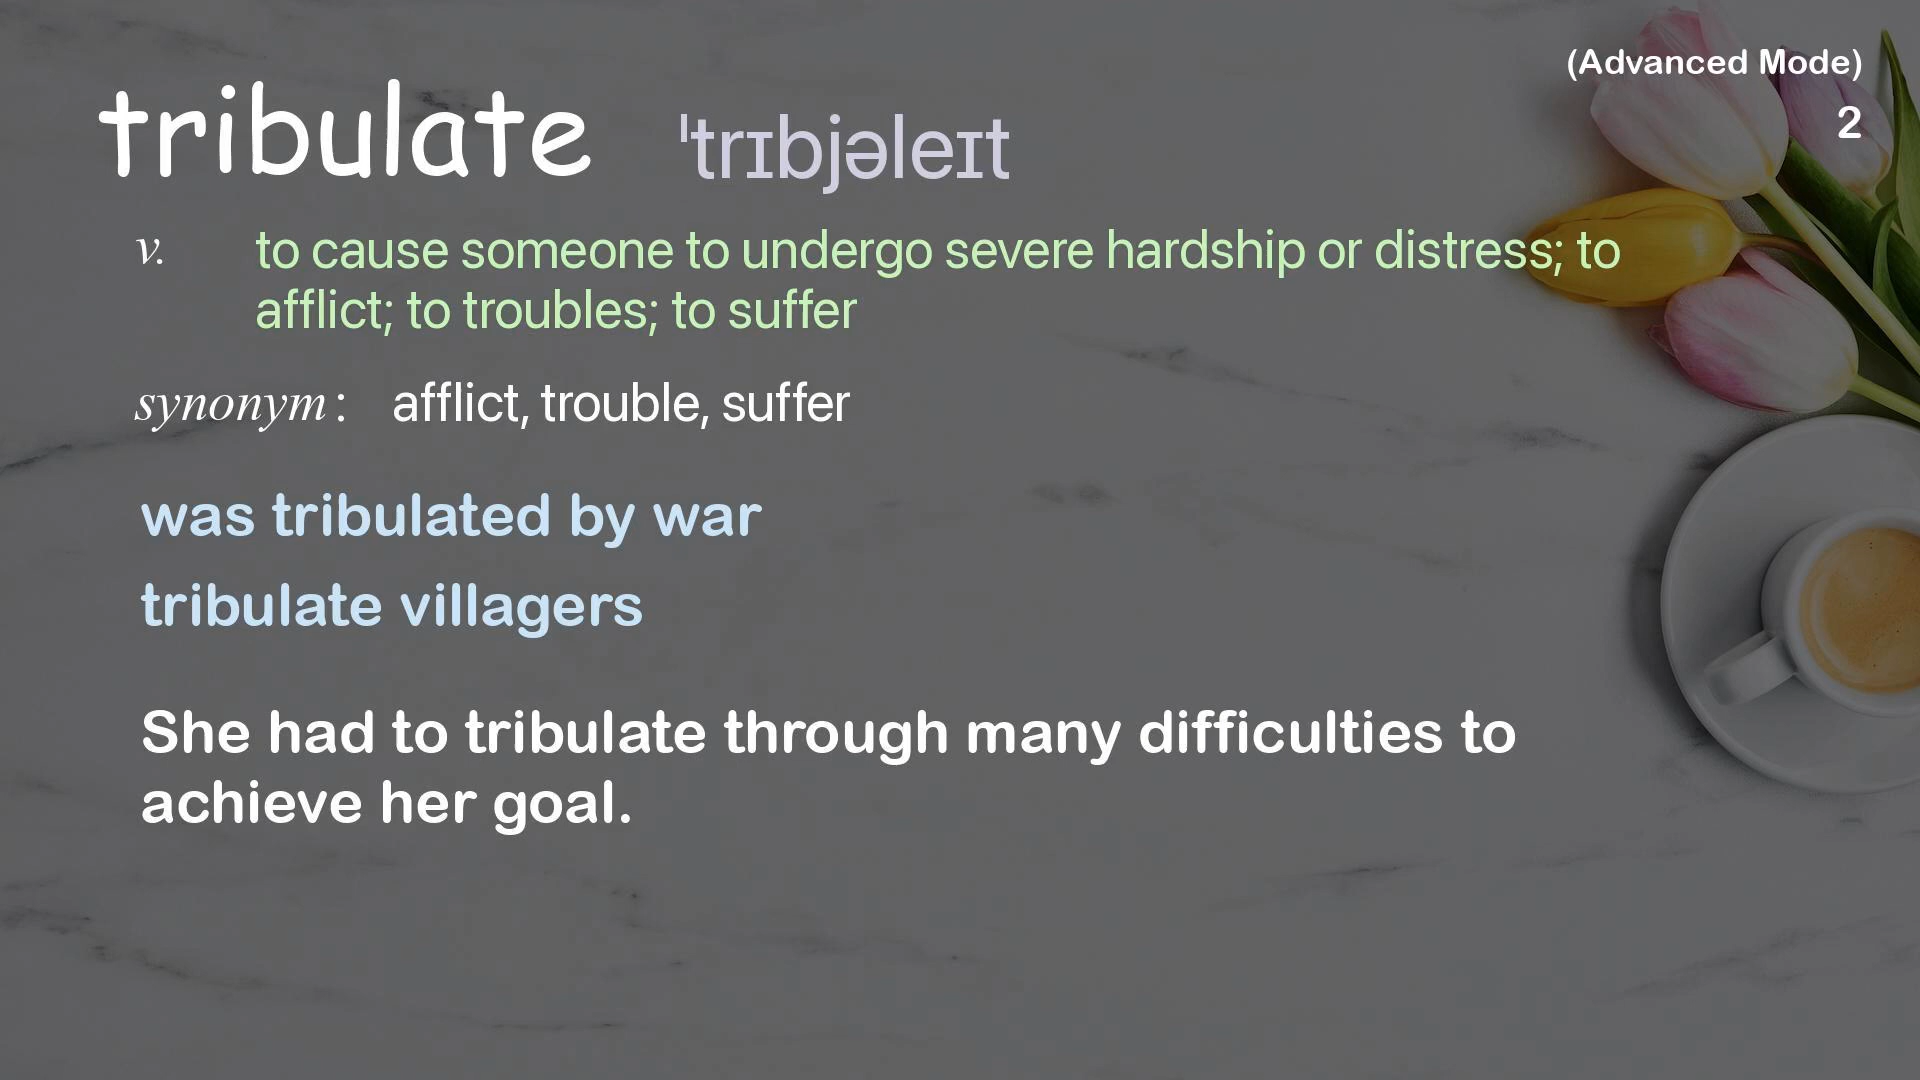 (Advanced Mode)
2
tribulate ˈtrɪbjəleɪt
v. to cause someone to undergo severe hardship or distress; to
afflict; to troubles; to suffer
synonym : afflict, trouble, suffer
was tribulated by war
tribulate villagers
She had to tribulate through many difficulties to
achieve her goal.